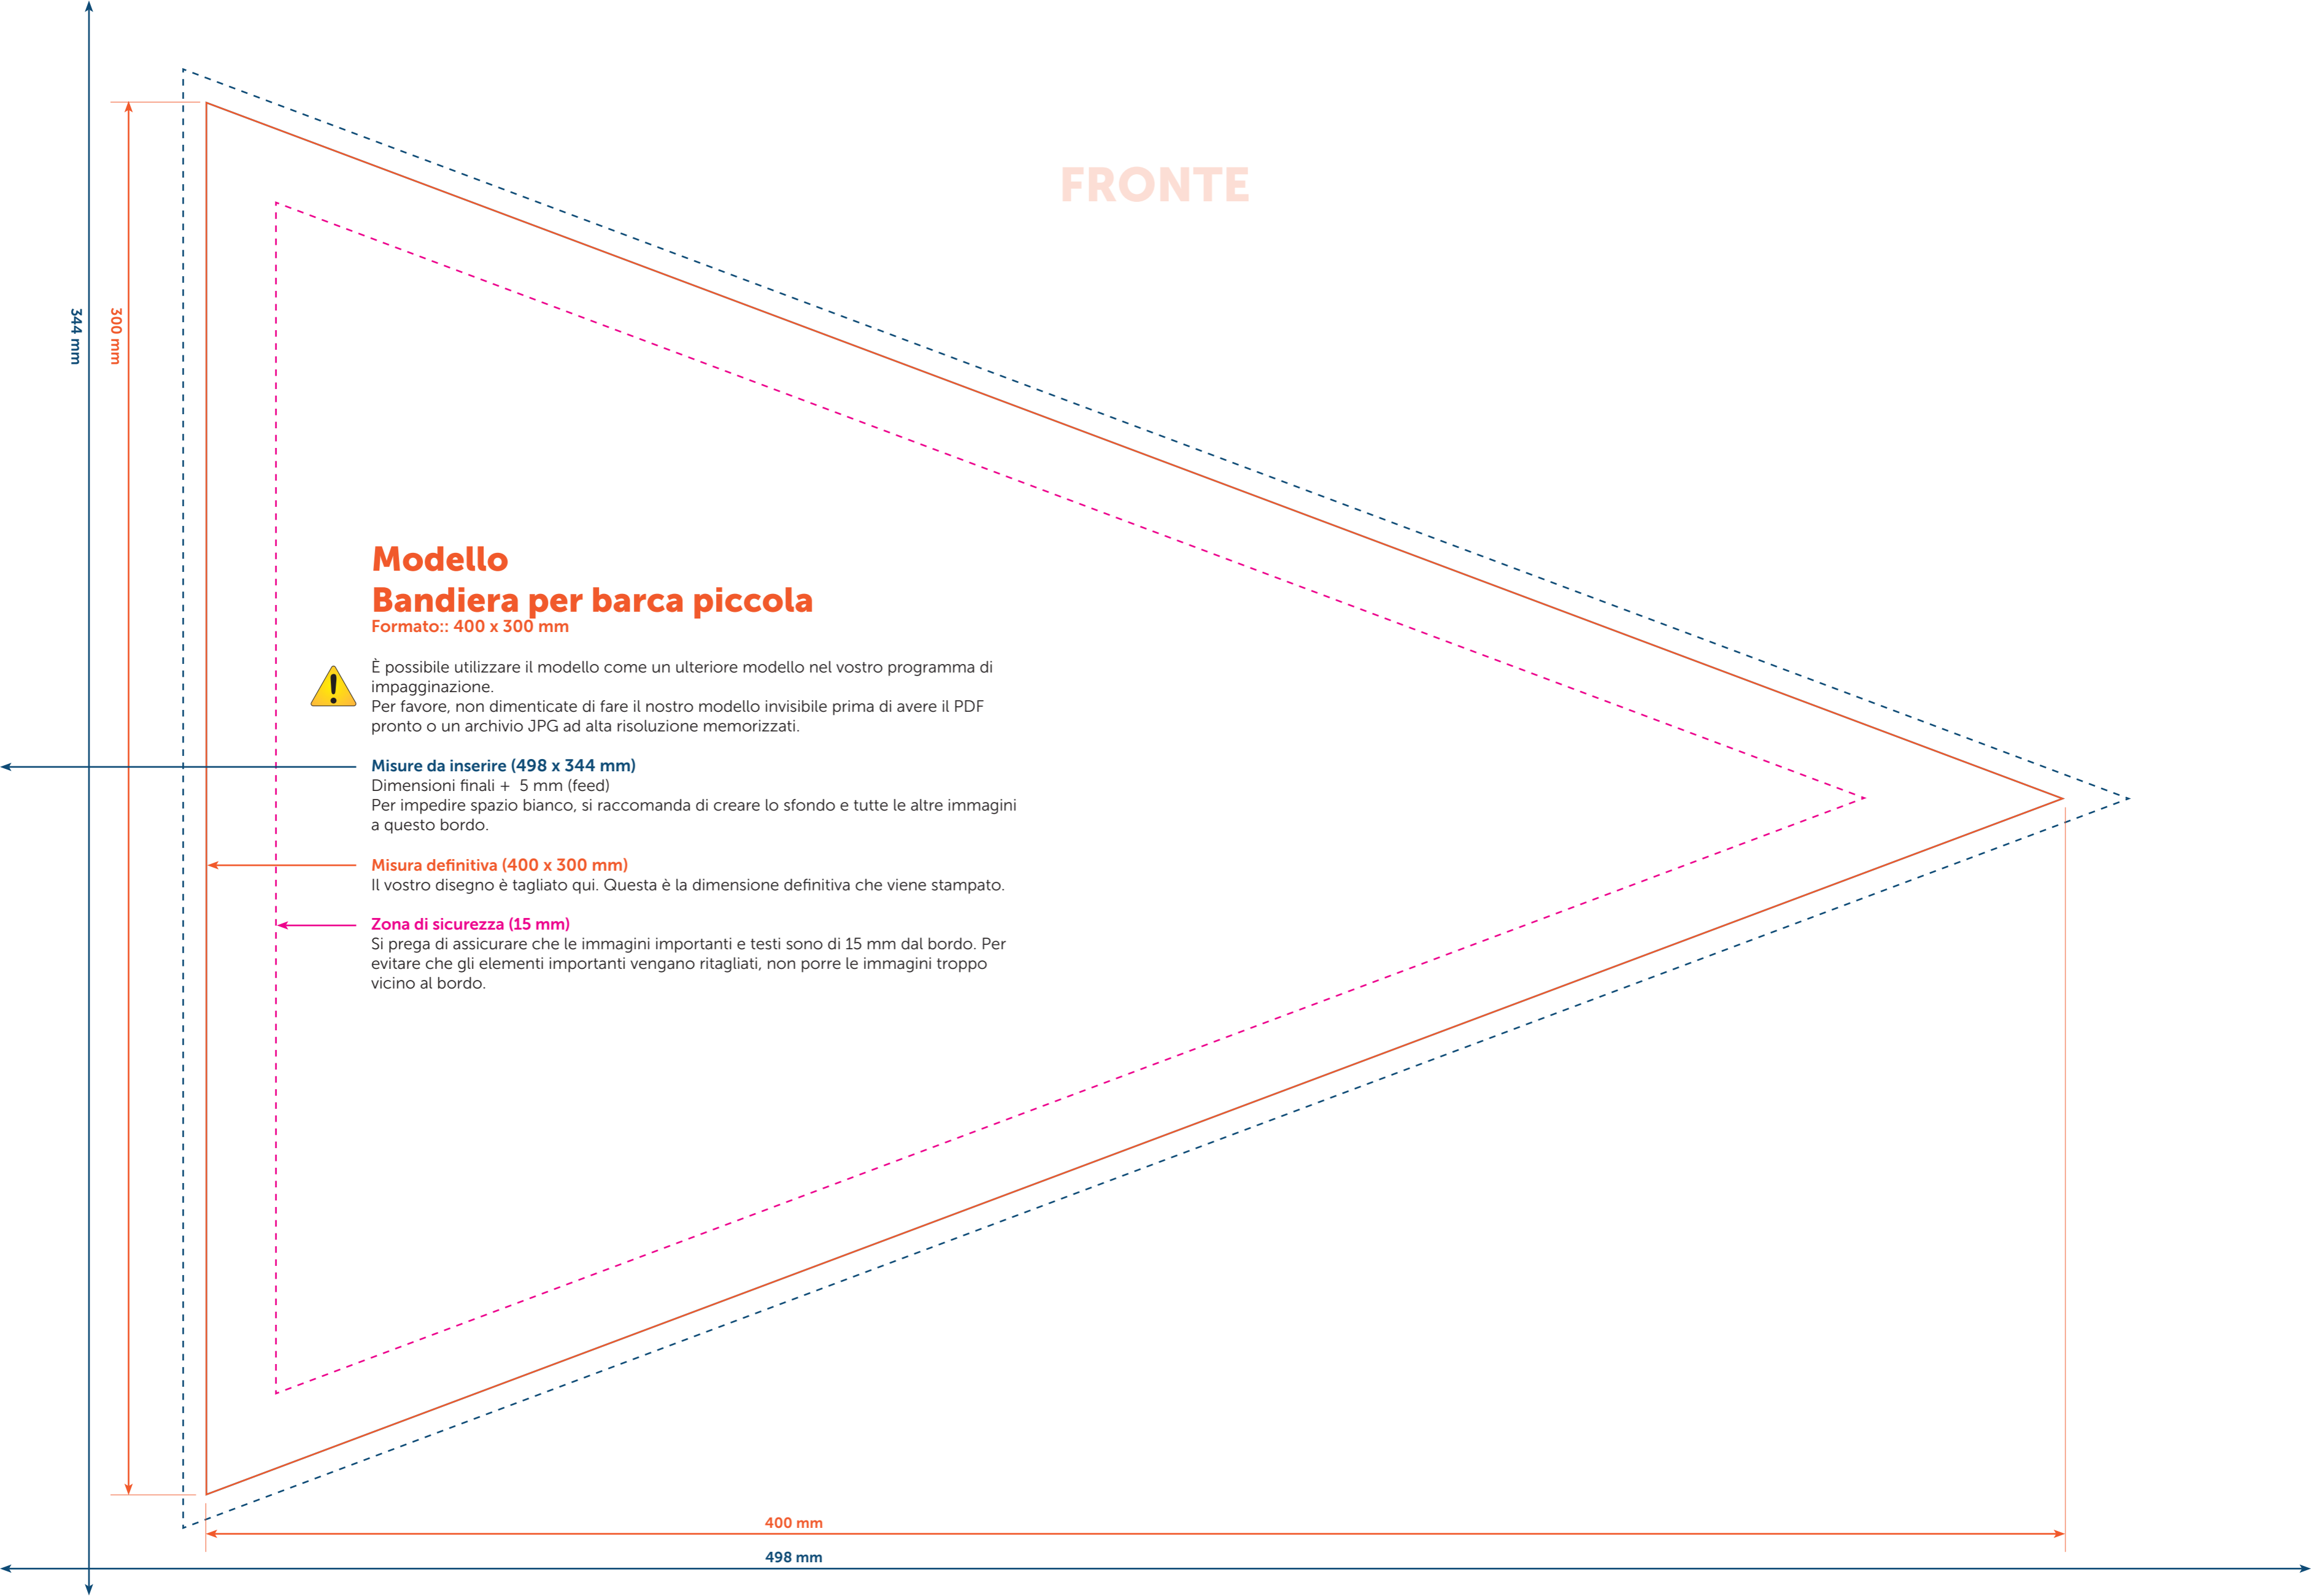 FRONTE
344 mm
300 mm
Modello
Bandiera per barca piccola
Formato:: 400 x 300 mm
È possibile utilizzare il modello come un ulteriore modello nel vostro programma di
impagginazione.
Per favore, non dimenticate di fare il nostro modello invisibile prima di avere il PDF
pronto o un archivio JPG ad alta risoluzione memorizzati.
Misure da inserire (498 x 344 mm)
Dimensioni finali +  5 mm (feed)
Per impedire spazio bianco, si raccomanda di creare lo sfondo e tutte le altre immagini
a questo bordo.
Misura definitiva (400 x 300 mm)
Il vostro disegno è tagliato qui. Questa è la dimensione definitiva che viene stampato.
Zona di sicurezza (15 mm)
Si prega di assicurare che le immagini importanti e testi sono di 15 mm dal bordo. Per
evitare che gli elementi importanti vengano ritagliati, non porre le immagini troppo
vicino al bordo.
400 mm
498 mm